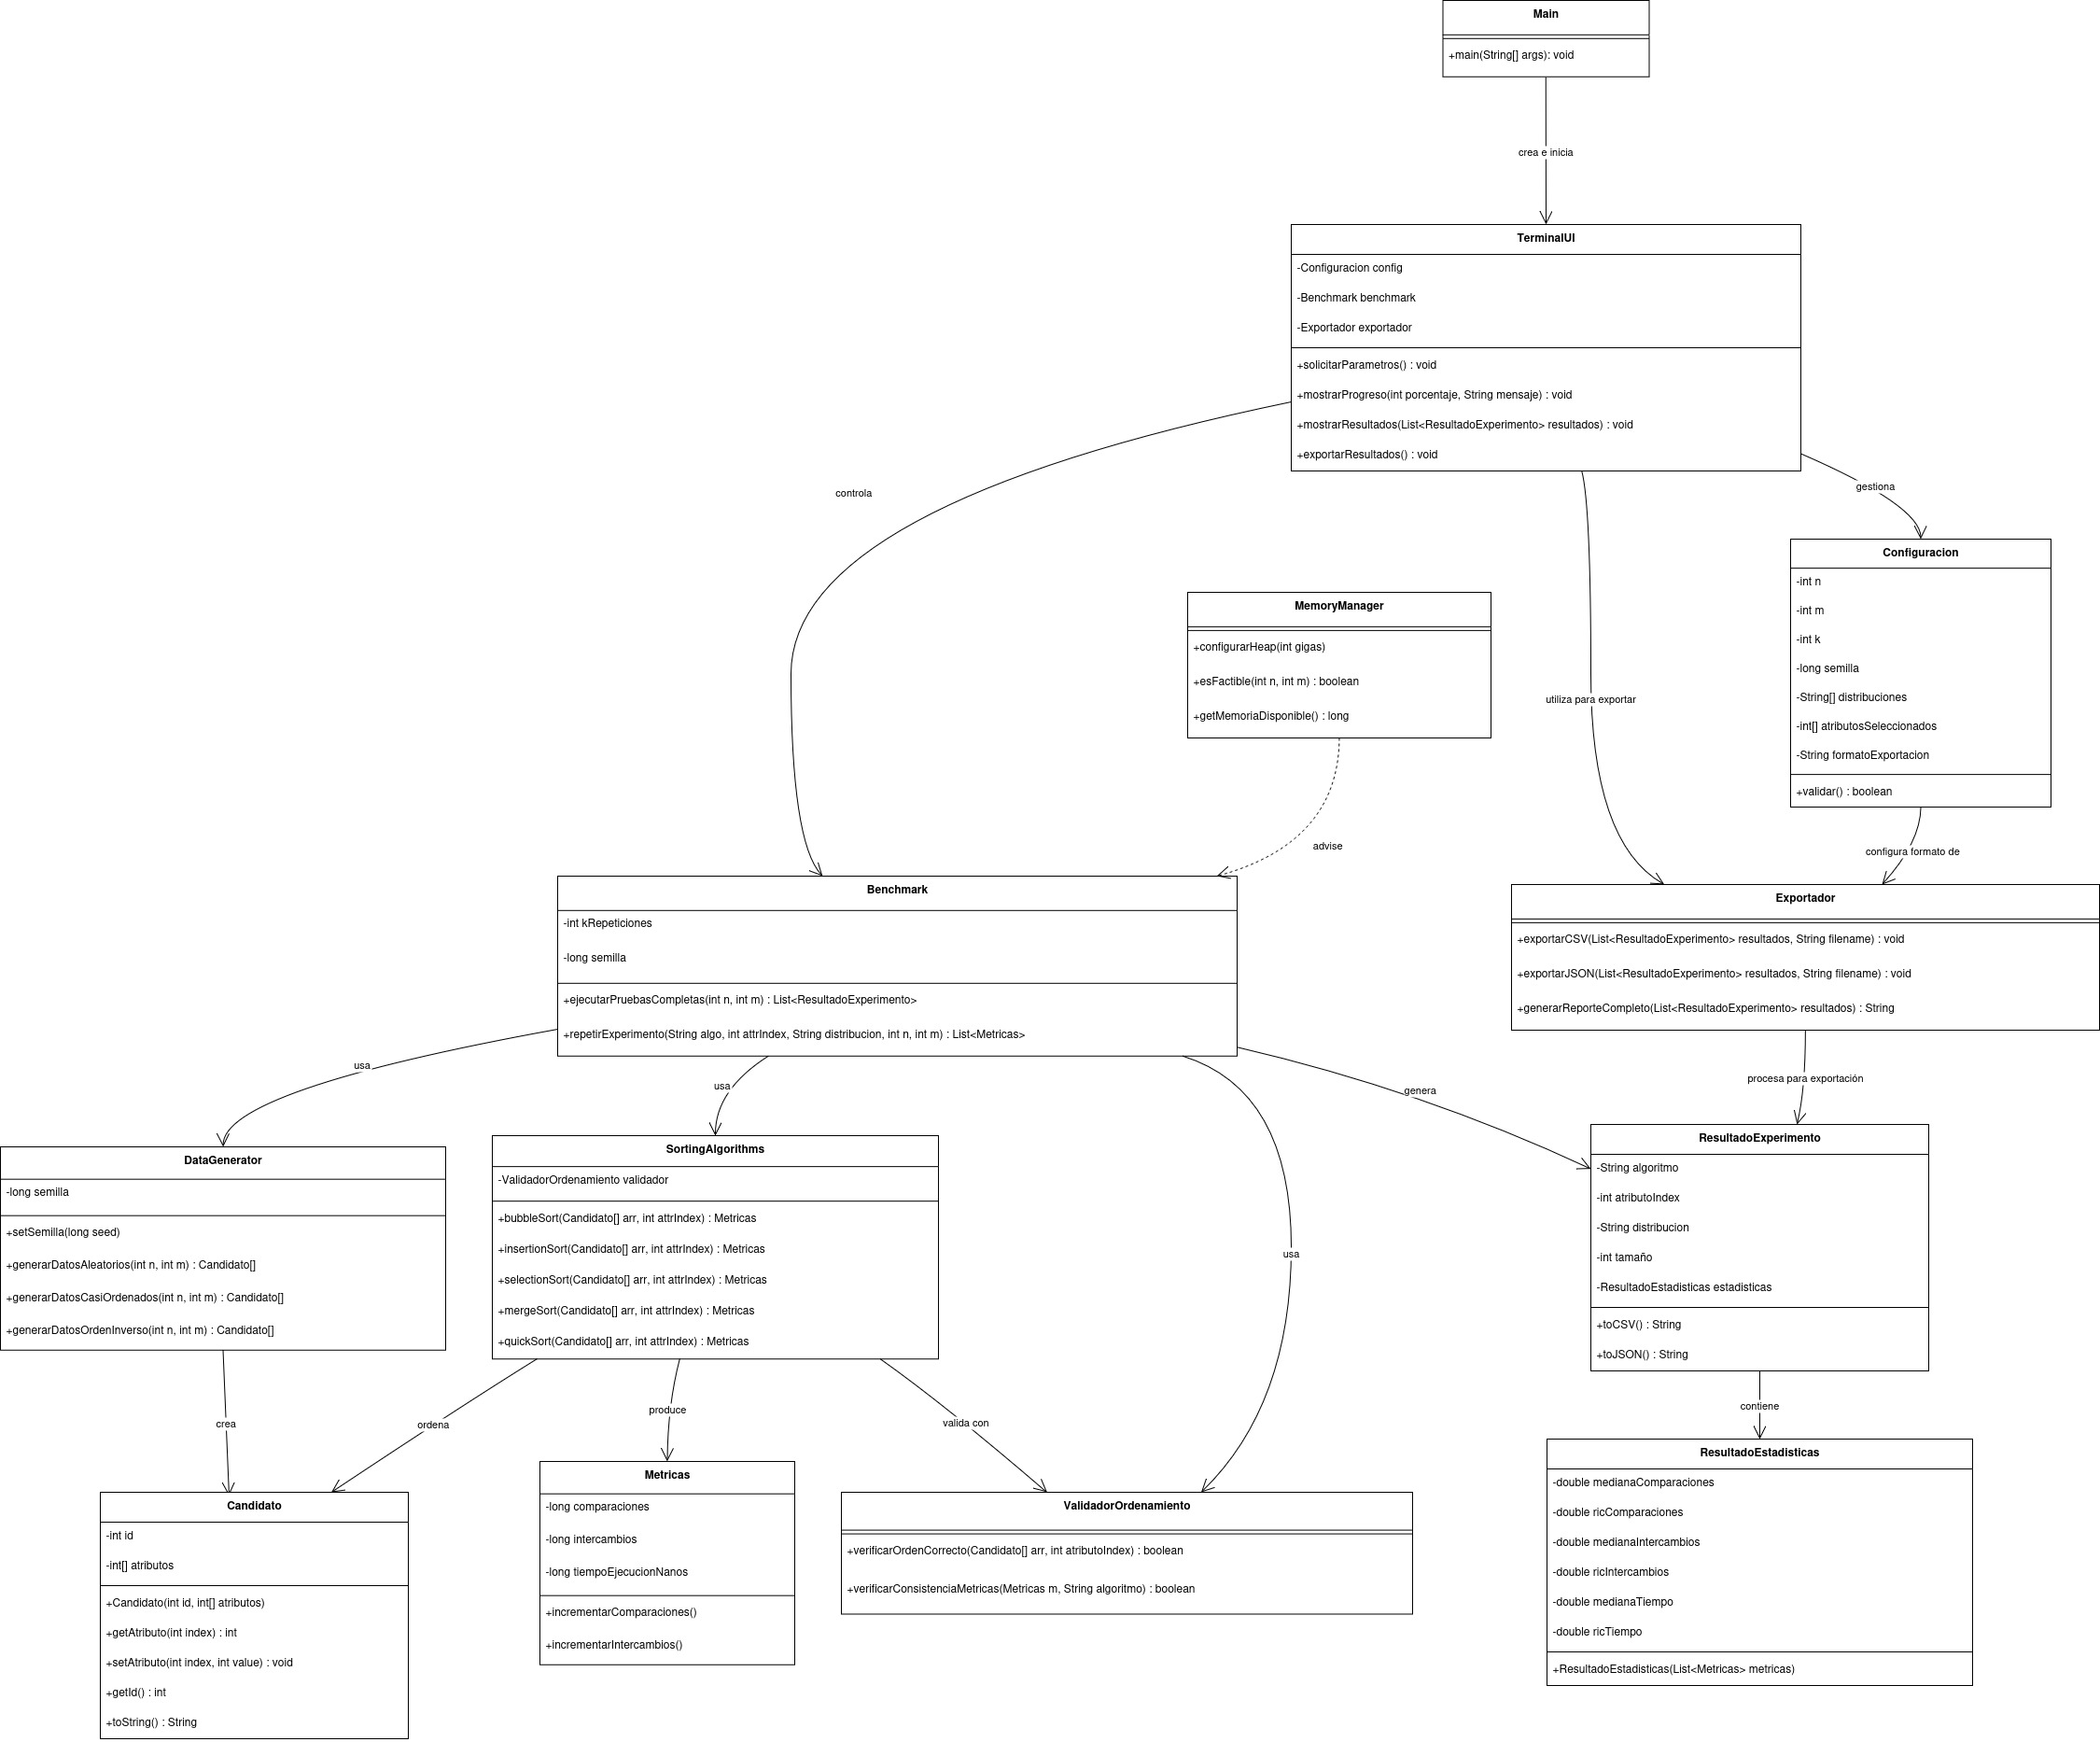 Main
+main(String[] args): void
crea e inicia
TerminalUI
-Configuracion config
-Benchmark benchmark
-Exportador exportador
+solicitarParametros() : void
+mostrarProgreso(int porcentaje, String mensaje) : void
+mostrarResultados(List<ResultadoExperimento> resultados) : void
+exportarResultados() : void
controla
gestiona
utiliza para exportar
Configuracion
-int n
-int m
-int k
-long semilla
-String[] distribuciones
-int[] atributosSeleccionados
-String formatoExportacion
+validar() : boolean
MemoryManager
+configurarHeap(int gigas)
+esFactible(int n, int m) : boolean
+getMemoriaDisponible() : long
advise
configura formato de
Benchmark
-int kRepeticiones
-long semilla
+ejecutarPruebasCompletas(int n, int m) : List<ResultadoExperimento>
+repetirExperimento(String algo, int attrIndex, String distribucion, int n, int m) : List<Metricas>
Exportador
+exportarCSV(List<ResultadoExperimento> resultados, String filename) : void
+exportarJSON(List<ResultadoExperimento> resultados, String filename) : void
+generarReporteCompleto(List<ResultadoExperimento> resultados) : String
usa
usa
genera
usa
procesa para exportación
DataGenerator
-long semilla
+setSemilla(long seed)
+generarDatosAleatorios(int n, int m) : Candidato[]
+generarDatosCasiOrdenados(int n, int m) : Candidato[]
+generarDatosOrdenInverso(int n, int m) : Candidato[]
SortingAlgorithms
-ValidadorOrdenamiento validador
+bubbleSort(Candidato[] arr, int attrIndex) : Metricas
+insertionSort(Candidato[] arr, int attrIndex) : Metricas
+selectionSort(Candidato[] arr, int attrIndex) : Metricas
+mergeSort(Candidato[] arr, int attrIndex) : Metricas
+quickSort(Candidato[] arr, int attrIndex) : Metricas
ResultadoExperimento
-String algoritmo
-int atributoIndex
-String distribucion
-int tamaño
-ResultadoEstadisticas estadisticas
+toCSV() : String
+toJSON() : String
crea
ordena
produce
valida con
contiene
Candidato
-int id
-int[] atributos
+Candidato(int id, int[] atributos)
+getAtributo(int index) : int
+setAtributo(int index, int value) : void
+getId() : int
+toString() : String
Metricas
-long comparaciones
-long intercambios
-long tiempoEjecucionNanos
+incrementarComparaciones()
+incrementarIntercambios()
ValidadorOrdenamiento
+verificarOrdenCorrecto(Candidato[] arr, int atributoIndex) : boolean
+verificarConsistenciaMetricas(Metricas m, String algoritmo) : boolean
ResultadoEstadisticas
-double medianaComparaciones
-double ricComparaciones
-double medianaIntercambios
-double ricIntercambios
-double medianaTiempo
-double ricTiempo
+ResultadoEstadisticas(List<Metricas> metricas)